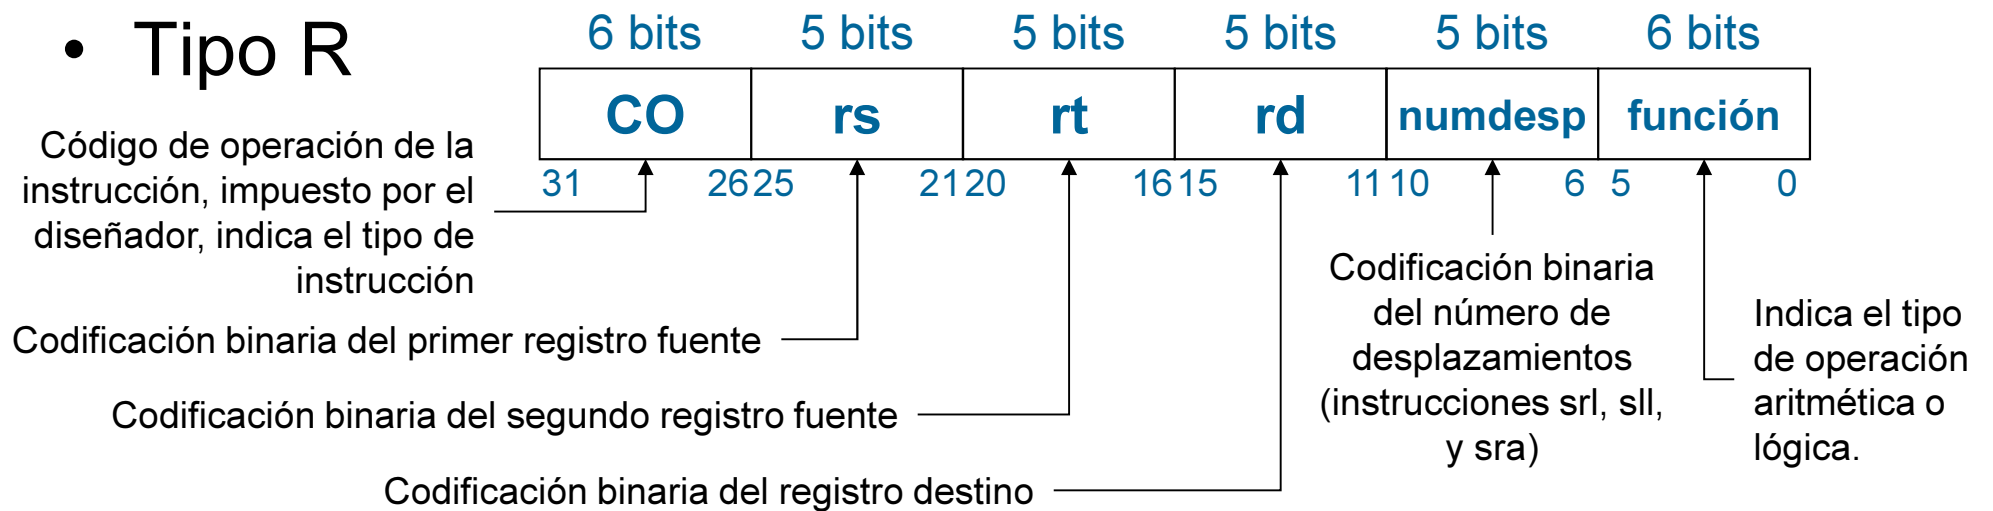 • Tipo R
6 bits 5 bits 5 bits 5 bits 5 bits 6 bits
CO rs rt rd numdesp función
31 26 25 21 20 16 15 11 10 6 5 0
Código de operación de la
instrucción, impuesto por el
diseñador, indica el tipo de
instrucción
Codificación binaria del primer registro fuente
Codificación binaria del segundo registro fuente
Codificación binaria del registro destino
Codificación binaria
del número de
desplazamientos
(instrucciones srl, sll,
y sra)
Indica el tipo
de operación
aritmética o
lógica.